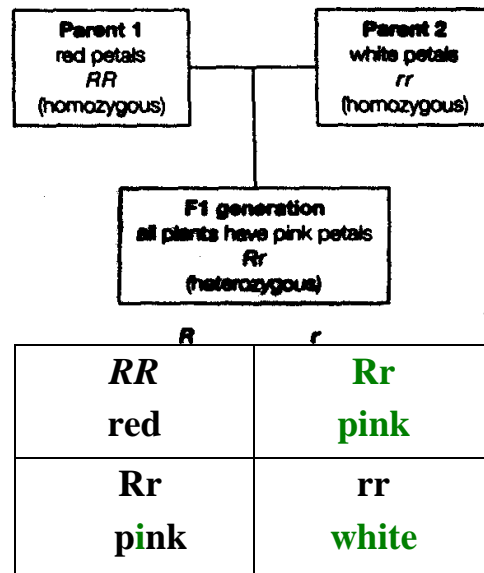 Parent 1
red petals
RR
(homozygous)
Parent 2
white petals
rr
(homozygous)
F1 generation
all plants have pink petals
Rr
(heterozygous)
R r
RR Rr
red pink
Rr rr
pink white